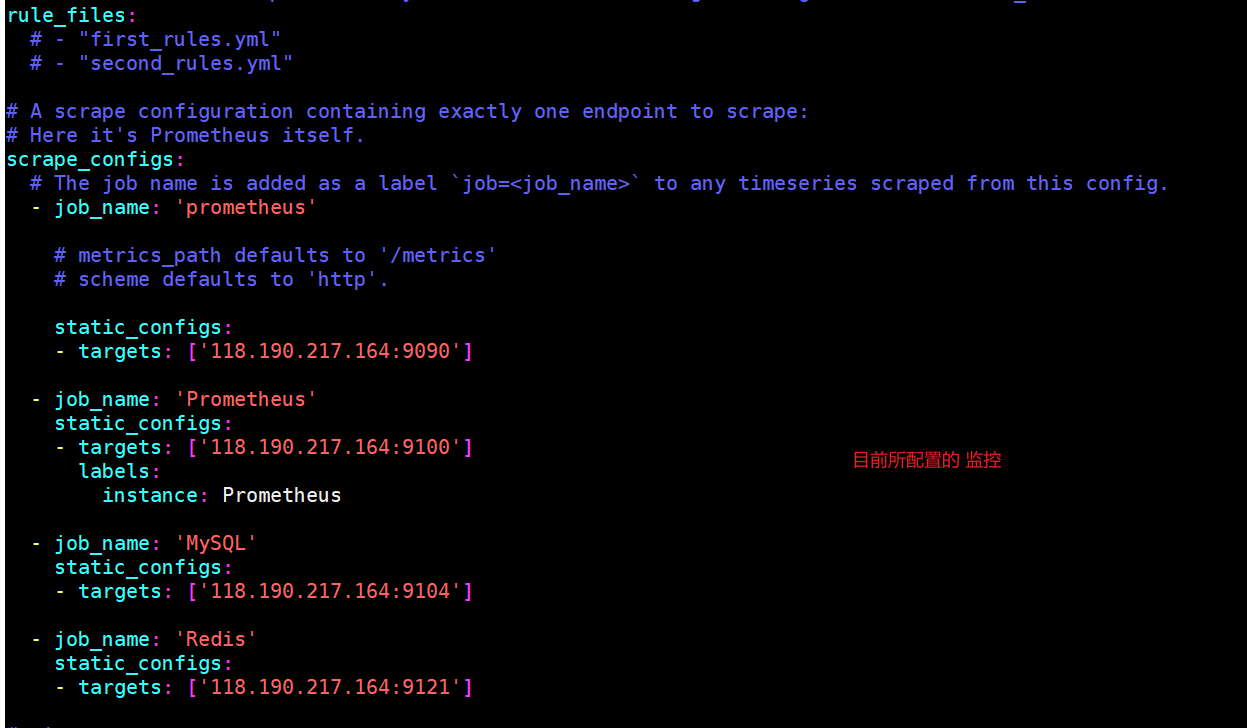 rule_files:
  # - "first_rules.yml"
  # - "second_rules.yml"
# A scrape configuration containing exactly one endpoint to scrape:
# Here it's Prometheus itself.
scrape_configs:
  # The job name is added as a label `job=<job_name>` to any timeseries scraped from this config.
  - job_name: 'prometheus'
    # metrics_path defaults to '/metrics'
    # scheme defaults to 'http'.
    static_configs:
    - targets: ['118.190.217.164:9090']
  - job_name: 'Prometheus'
    static_configs:
    - targets: ['118.190.217.164:9100']
目前所配置的 监控
      labels:
        instance: Prometheus
  - job_name: 'MySQL'
    static_configs:
    - targets: ['118.190.217.164:9104']
  - job_name: 'Redis'
    static_configs:
    - targets: ['118.190.217.164:9121']